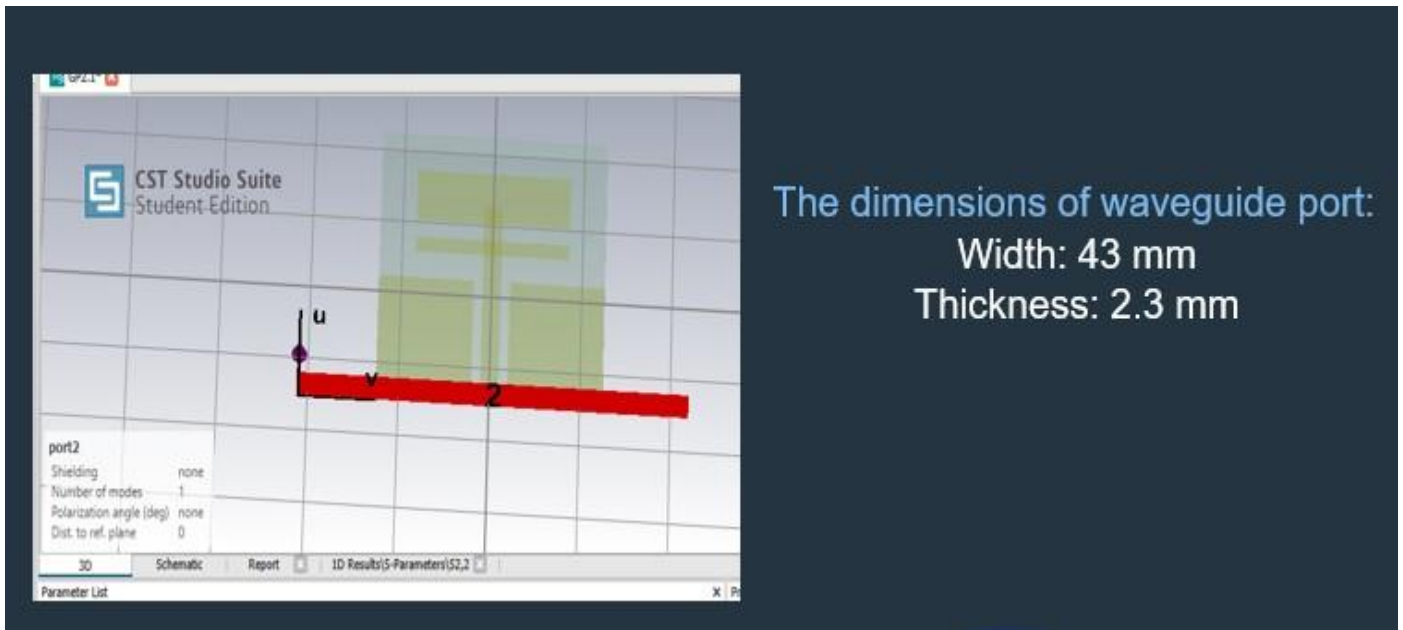 GP2.1*
CST Studio Suite
Student Edition
u
v
2
port2
Shielding none
Number of modes 1
Polarization angle (deg) none
Dist. to ref. plane 0
3D Schematic Report 1D Results\S-Parameters\S2,2
Parameter List X
The dimensions of waveguide port:
Width: 43 mm
Thickness: 2.3 mm